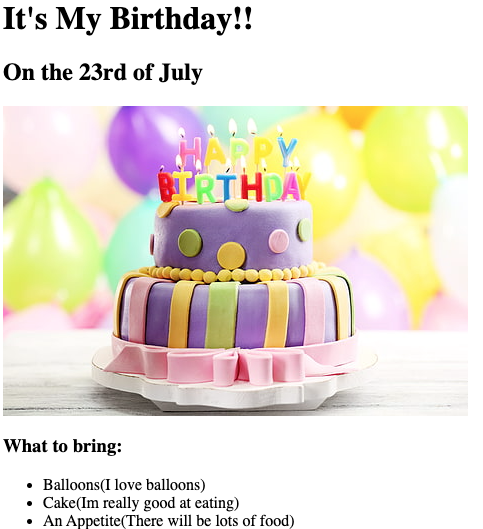 It's My Birthday!!
On the 23rd of July
HAPPY
BIRTHDAY
What to bring:
Balloons(I love balloons)
Cake(Im really good at eating)
An Appetite(There will be lots of food)